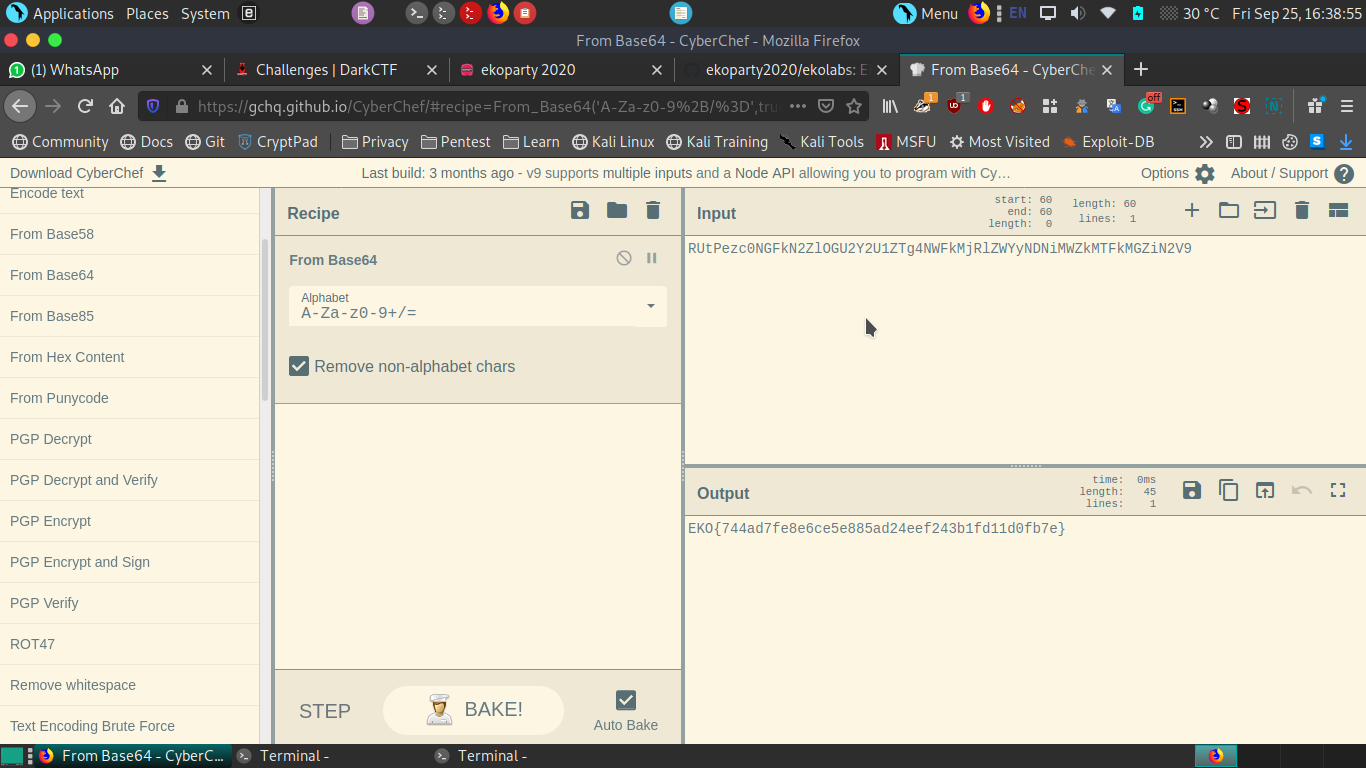 Applications Places System
Menu EN 30 °C Fri Sep 25, 16:38:55
From Base64 - CyberChef - Mozilla Firefox
(1) WhatsApp
Challenges | DarkCTF
ekoparty 2020
ekoparty2020/ekolabs: E
From Base64 - CyberChe
https://gchq.github.io/CyberChef/#recipe=From_Base64('A-Za-z0-9%2B/%3D',tru
1 1 off
Community Docs Git CryptPad Privacy Pentest Learn Kali Linux Kali Training Kali Tools MSFU Most Visited Exploit-DB
Download CyberChef
Last build: 3 months ago - v9 supports multiple inputs and a Node API allowing you to program with Cy…
Options About / Support
Encode text
From Base58
From Base64
From Base85
From Hex Content
From Punycode
PGP Decrypt
PGP Decrypt and Verify
PGP Encrypt
PGP Encrypt and Sign
PGP Verify
ROT47
Remove whitespace
Text Encoding Brute Force
Recipe
From Base64
Alphabet
A-Za-z0-9+/=
Remove non-alphabet chars
STEP
BAKE!
Auto Bake
Input
start: 60
end: 60
length: 0
length: 60
lines: 1
RUtPezc0NGFkN2ZlOGU2Y2U1ZTg4NWFkMjRlZWYyNDNiMWZkMTFkMGZiN2V9
Output
time: 0ms
length: 45
lines: 1
EKO{744ad7fe8e6ce5e885ad24eef243b1fd11d0fb7e}
From Base64 - CyberC...
Terminal -
Terminal -